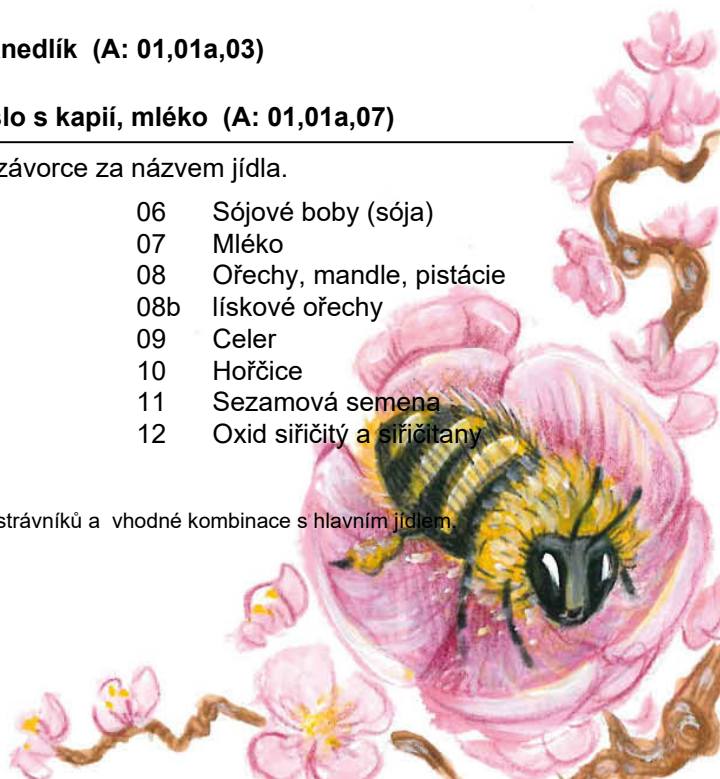 nedlík (A: 01,01a,03)
lo s kapií, mléko (A: 01,01a,07)
závorce za názvem jídla.
06 Sójové boby (sója)
07 Mléko
08 Ořechy, mandle, pistácie
08b lískové ořechy
09 Celer
10 Hořčice
11 Sezamová semena
12 Oxid siřičitý a siřičitany
strávníků a vhodné kombinace s hlavním jídlem.